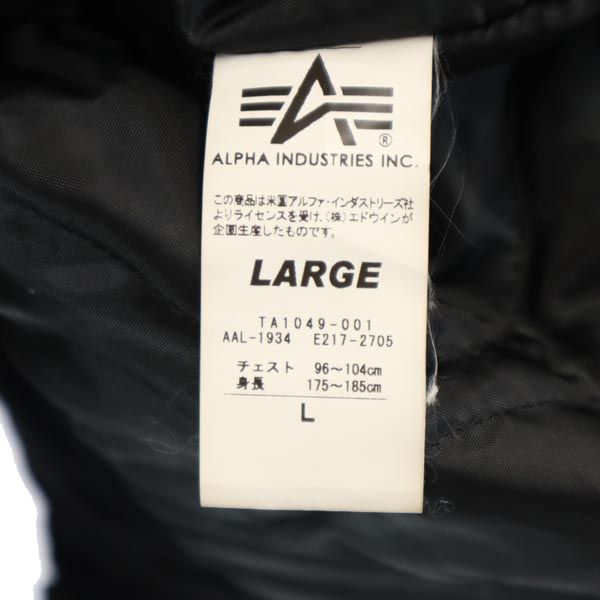 ®
ALPHA INDUSTRIES INC.
この商品は米国アルファ・インダストリーズ社
よりライセンスを受け、(株)エドウインが
企画生産したものです。
LARGE
TA1049-001
AAL-1934 E217-2705
チェスト 96～104cm
身長 175～185cm
L